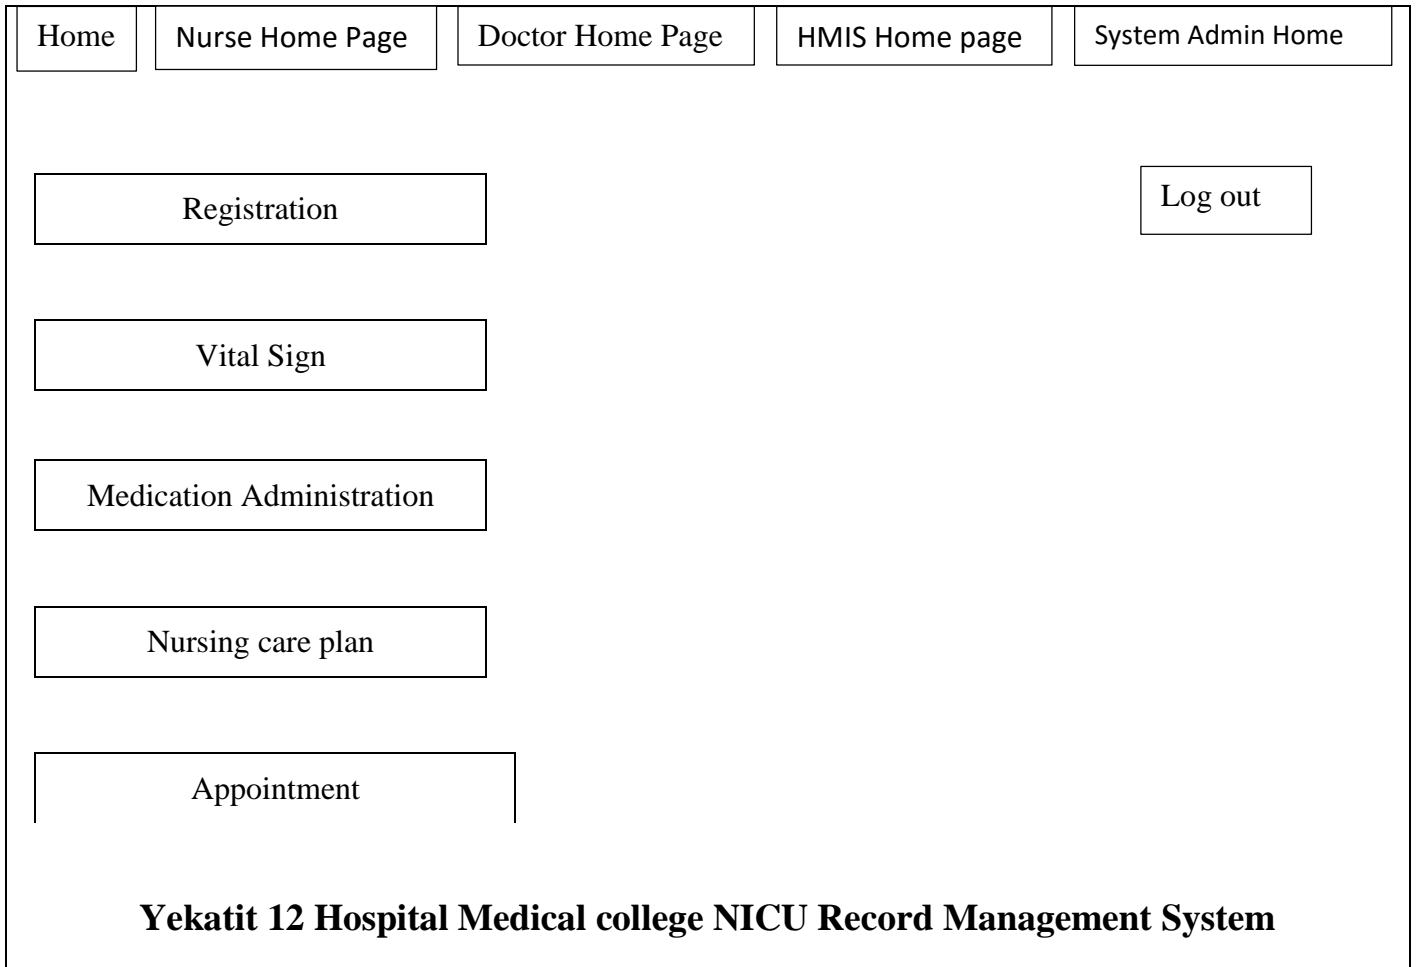 Home
Nurse Home Page
Doctor Home Page
HMIS Home page
System Admin Home
Registration
Log out
Vital Sign
Medication Administration
Nursing care plan
Appointment
Yekatit 12 Hospital Medical college NICU Record Management System